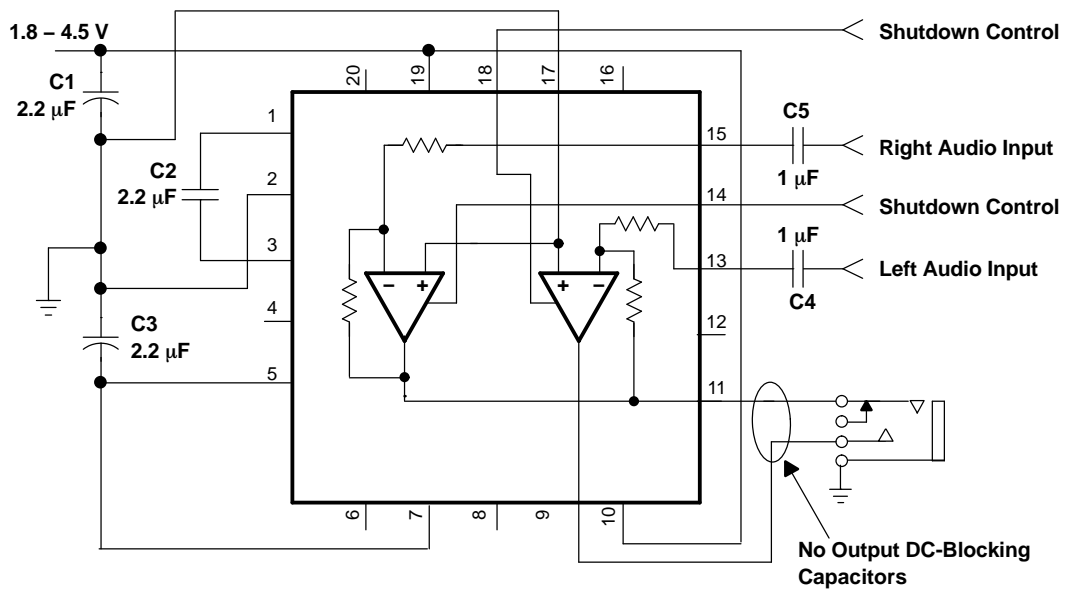 1.8 – 4.5 V
Shutdown Control
C1
2.2 μF
20
19
18
17
16
1
C2
2.2 μF
2
3
4
C3
2.2 μF
5
15
C5
1 μF
Right Audio Input
14
Shutdown Control
1 μF
13
C4
Left Audio Input
12
11
– +
+ –
6
7
8
9
10
No Output DC-Blocking
Capacitors